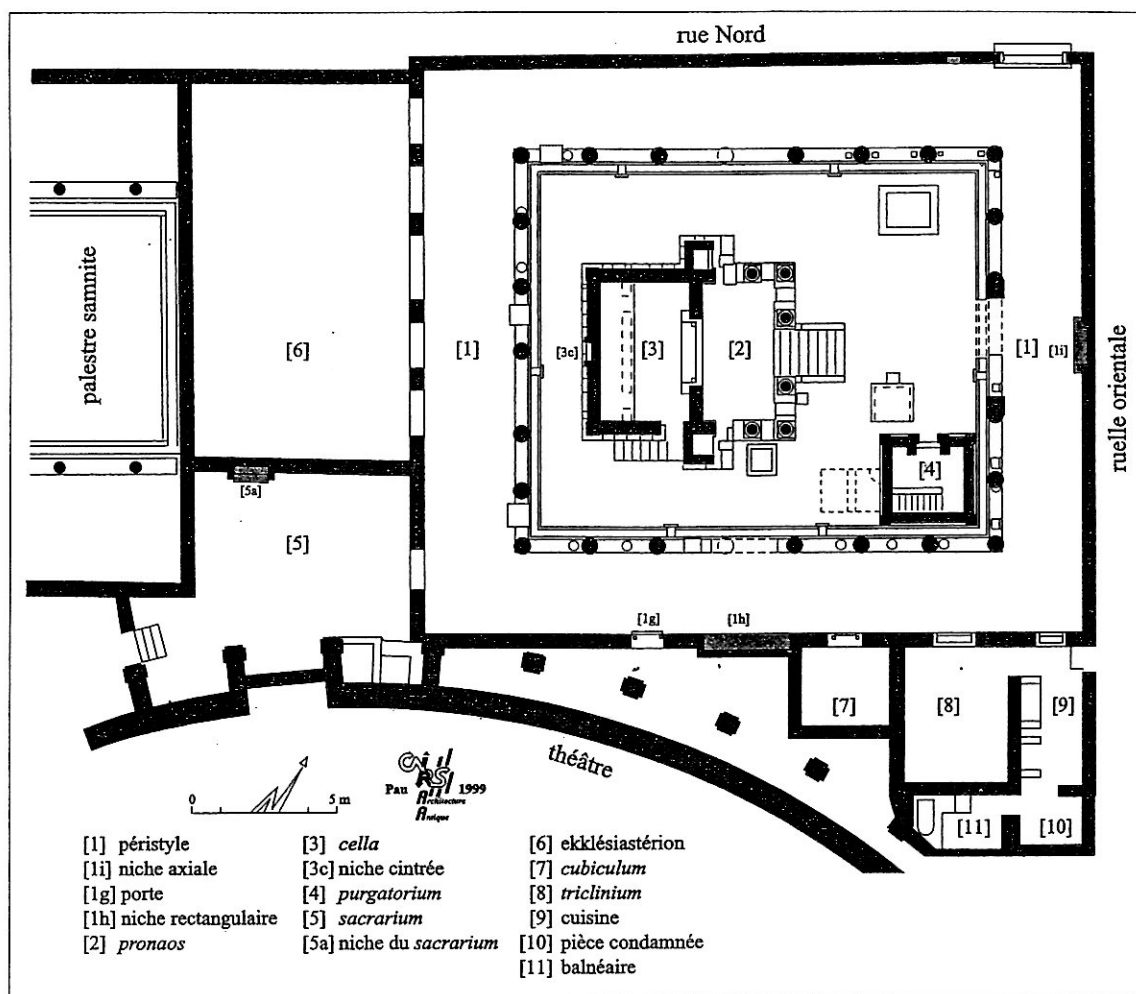 rue Nord
palestre samnite
[6]
[1]
[3c]
[3]
[2]
[1]
[1i]
ruelle orientale
[4]
[5a]
[5]
[1g]
[1h]
[7]
[8]
[9]
théâtre
[11]
[10]
0 5 m
CNRS
Pau 1999
Architecture
Antique
[1] péristyle
[1i] niche axiale
[1g] porte
[1h] niche rectangulaire
[2] pronaos
[3] cella
[3c] niche cintrée
[4] purgatorium
[5] sacrarium
[5a] niche du sacrarium
[6] ekklésiastérion
[7] cubiculum
[8] triclinium
[9] cuisine
[10] pièce condamnée
[11] balnéaire